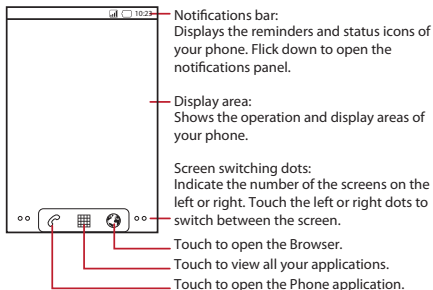 10:23
Notifications bar:
Displays the reminders and status icons of
your phone. Flick down to open the
notifications panel.
Display area:
Shows the operation and display areas of
your phone.
Screen switching dots:
Indicate the number of the screens on the
left or right. Touch the left or right dots to
switch between the screen.
Touch to open the Browser.
Touch to view all your applications.
Touch to open the Phone application.